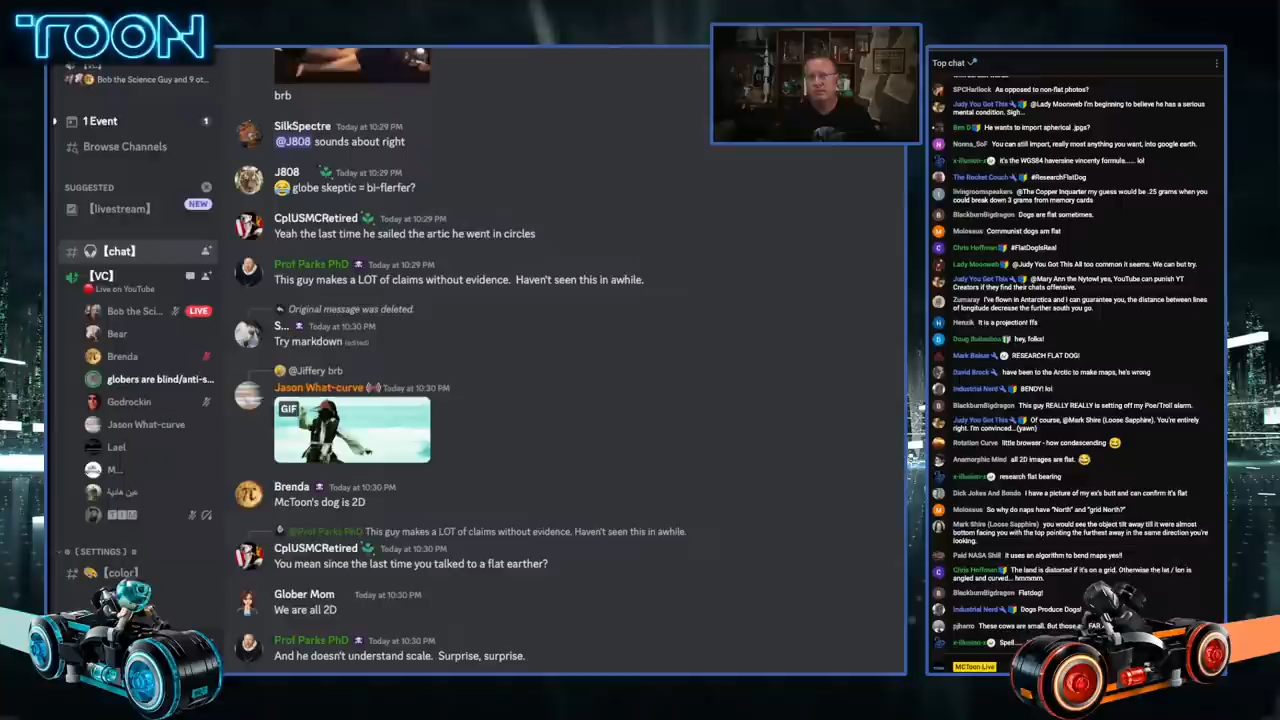 TOON
Bob the Science Guy and 9 ot...
1 Event
1
Browse Channels
SUGGESTED
[livestream]
NEW
[chat]
[VC]
Live on YouTube
Bob the Sci...
LIVE
Bear
Brenda
globers are blind/anti-s...
Godrockin
Jason What-curve
Lael
M...
عين هادية
TIM
{ SETTINGS }
[color]
brb
SilkSpectre Today at 10:29 PM
@J808 sounds about right
J808 Today at 10:29 PM
😂 globe skeptic = bi-flerfer?
CplUSMCRetired Today at 10:29 PM
Yeah the last time he sailed the artic he went in circles
Prof Parks PhD Today at 10:29 PM
This guy makes a LOT of claims without evidence. Haven't seen this in awhile.
Original message was deleted.
S... Today at 10:30 PM
Try markdown (edited)
@Jiffery brb
Jason What-curve Today at 10:30 PM
GIF
Brenda Today at 10:30 PM
McToon's dog is 2D
@Prof Parks PhD This guy makes a LOT of claims without evidence. Haven't seen this in awhile.
CplUSMCRetired Today at 10:30 PM
You mean since the last time you talked to a flat earther?
Glober Mom Today at 10:30 PM
We are all 2D
Prof Parks PhD Today at 10:30 PM
And he doesn't understand scale. Surprise, surprise.
Top chat
SPCHarlock As opposed to non-flat photos?
Judy You Got This @Lady Moonweb I'm beginning to believe he has a serious
mental condition. Sigh...
He wants to import spherical .jpgs?
Nonna_SoF You can still import, really most anything you want, into google earth.
x-illusion-x it's the WGS84 haversine vincenty formula...... lol
The Rocket Couch #ResearchFlatDog
livingroomspeakers @The Copper Inquarter my guess would be .25 grams when you
could break down 3 grams from memory cards
BlackburnBigdragon Dogs are flat sometimes.
Molossus Communist dogs am flat
Chris Hoffman #FlatDogIsReal
Lady Moonweb @Judy You Got This All too common it seems. We can but try.
Judy You Got This @Mary Ann the Nytowl yes, YouTube can punish YT
Creators if they find their chats offensive.
Zumaray I've flown in Antarctica and I can guarantee you, the distance between lines
of longitude decrease the further south you go.
Henzik It is a projection! ffs
Doug hey, folks!
Mark RESEARCH FLAT DOG!
David Brock have been to the Arctic to make maps, he's wrong
Industrial Nerd BENDY! lol
BlackburnBigdragon This guy REALLY REALLY is setting off my Poe/Troll alarm.
Judy You Got This Of course, @Mark Shire (Loose Sapphire). You're entirely
right. I'm convinced...(yawn)
Rotation Curve little browser - how condescending 😄
Anamorphic Mind all 2D images are flat. 😂
x-illusion-x research flat bearing
Dick Jokes And Bondo I have a picture of my ex's butt and can confirm it's flat
Molossus So why do naps have "North" and "grid North?"
Mark Shire (Loose Sapphire) you would see the object tilt away till it were almost
bottom facing you with the top pointing the furthest away in the same direction you're
looking.
Paid NASA Shill It uses an algorithm to bend maps yes!!
Chris Hoffman The land is distorted if it's on a grid. Otherwise the lat / lon is
angled and curved... hmmmm.
BlackburnBigdragon Flatdog!
Industrial Nerd Dogs Produce Dogs!
pjharro These cows are small. But those a FAR
x-illusion-x Spell....
MCToon Live